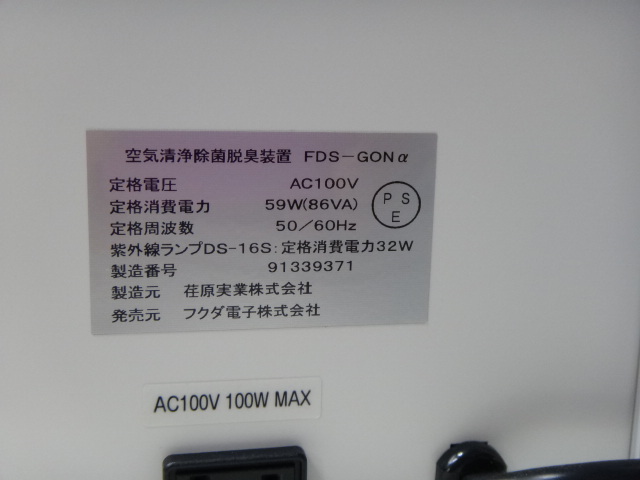 空気清浄除菌脱臭装置 FDS-GONα
定格電圧 AC100V
定格消費電力 59W(86VA)
定格周波数 50/60Hz
PSE
紫外線ランプDS-16S:定格消費電力32W
製造番号 91339371
製造元 荏原実業株式会社
発売元 フクダ電子株式会社
AC100V 100W MAX